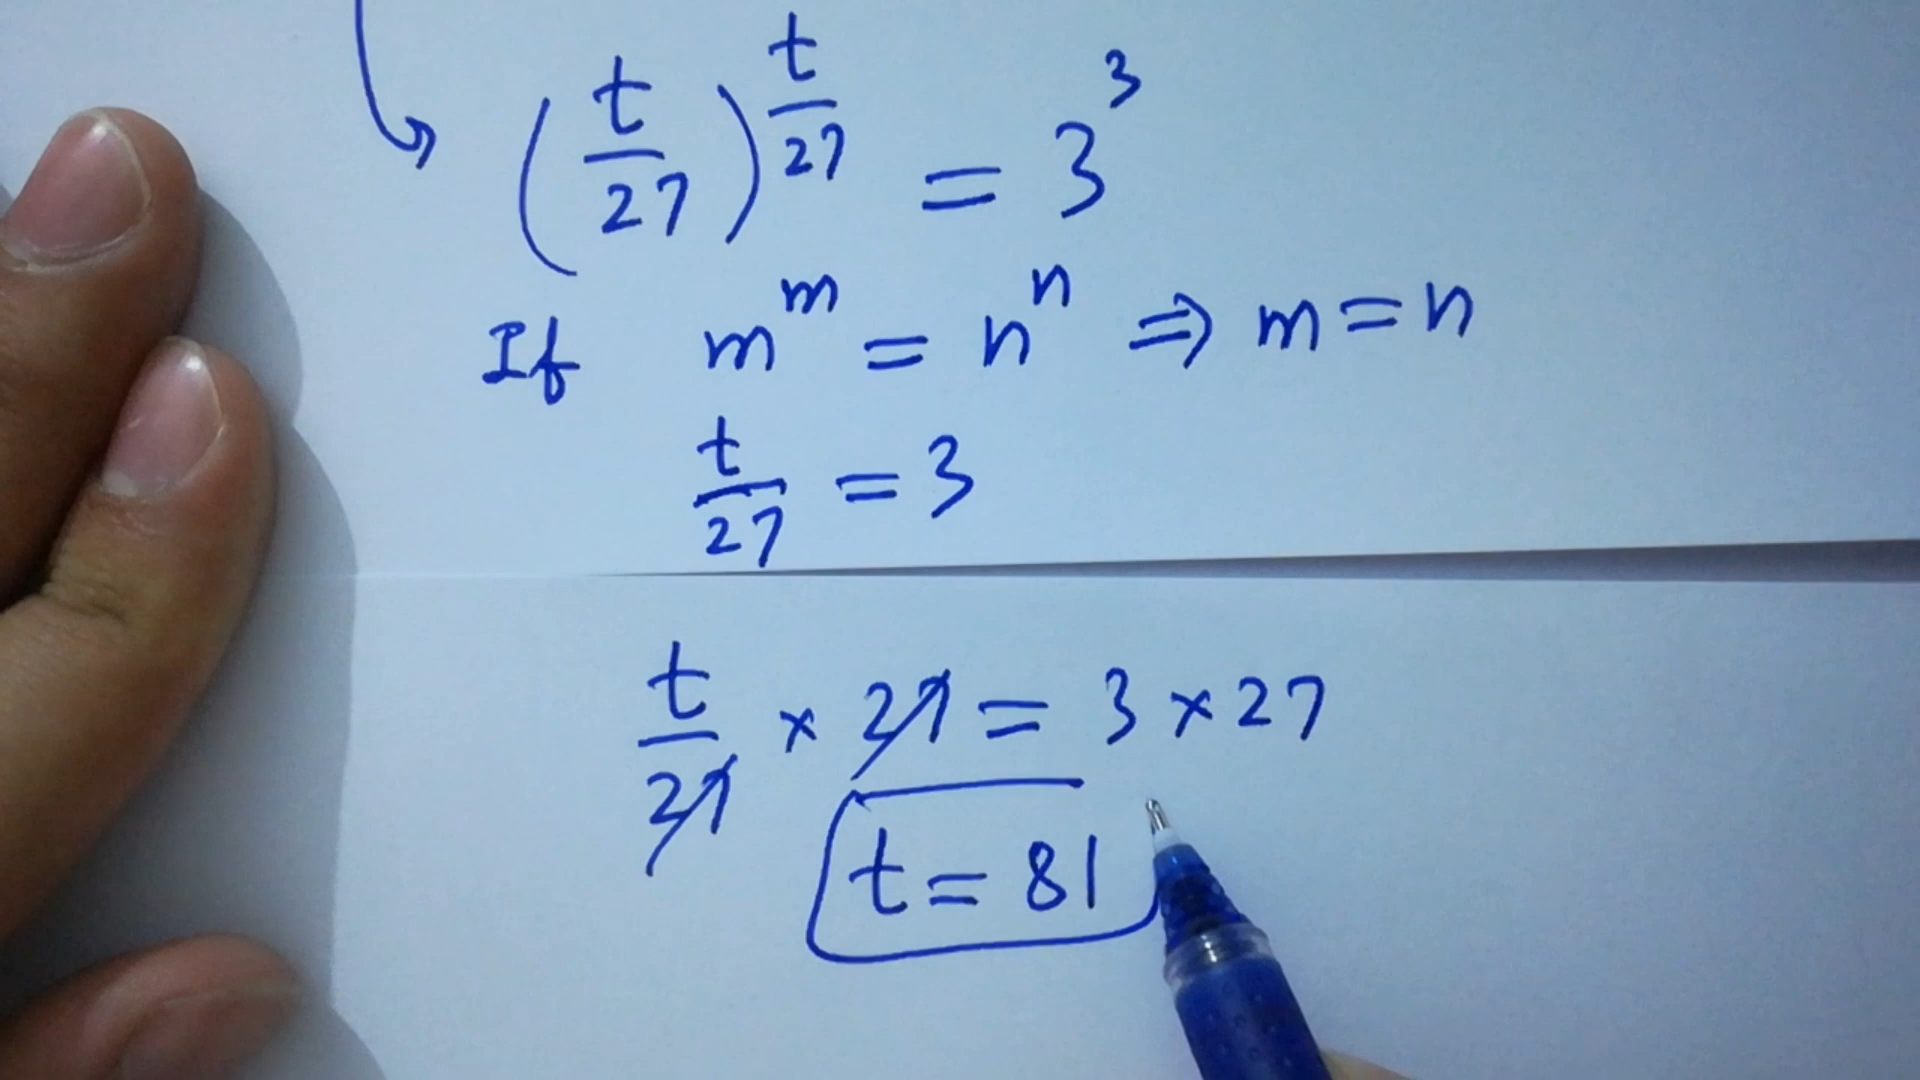 (t/27)^(t/27) = 3^3
If m^m = n^n ⇒ m = n
t/27 = 3
t/27 × 27 = 3 × 27
t = 81